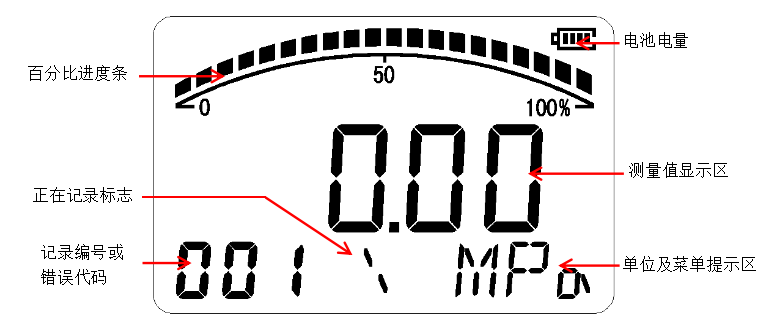 电池电量
百分比进度条
50
0
100%
0.00
测量值显示区
正在记录标志
记录编号或
错误代码
001
MPa
单位及菜单提示区